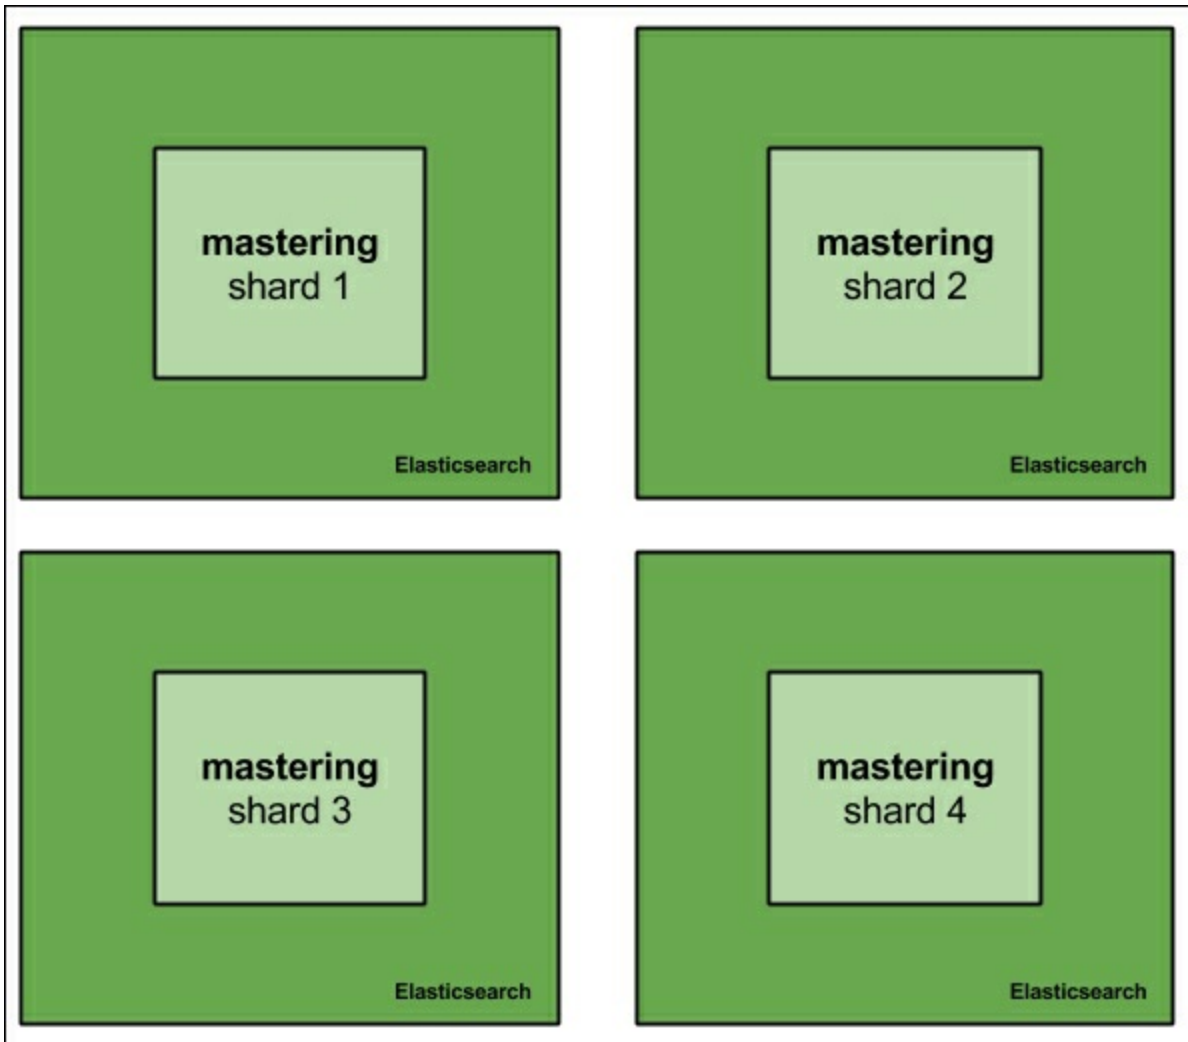 mastering
shard 1
Elasticsearch
mastering
shard 2
Elasticsearch
mastering
shard 3
Elasticsearch
mastering
shard 4
Elasticsearch